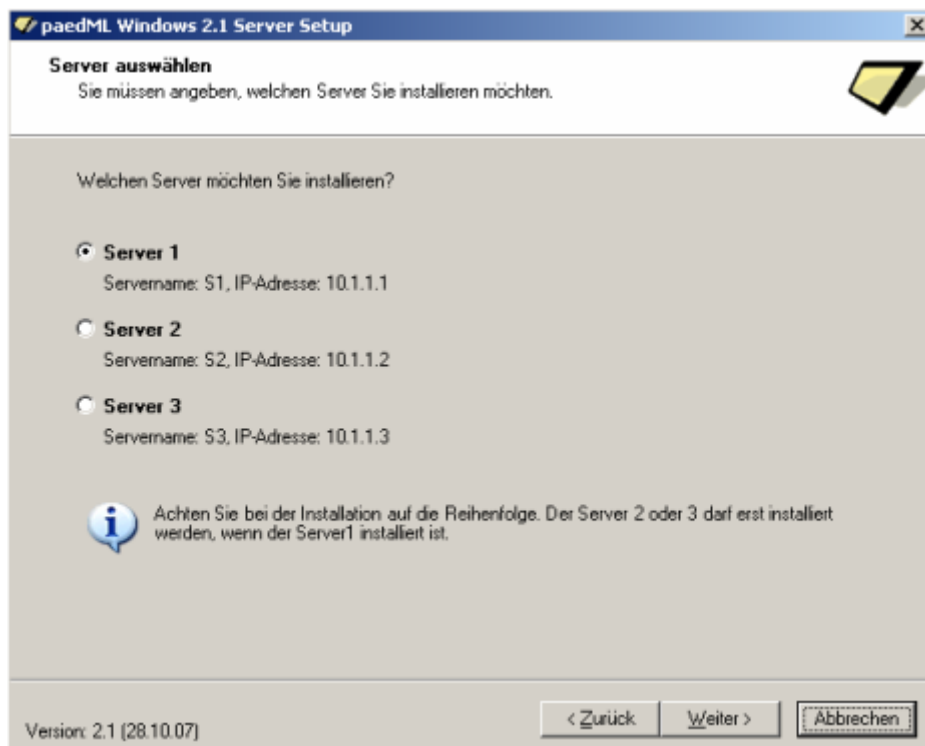 paedML Windows 2.1 Server Setup
Server auswählen
Sie müssen angeben, welchen Server Sie installieren möchten.
Welchen Server möchten Sie installieren?
Server 1
Servername: S1, IP-Adresse: 10.1.1.1
Server 2
Servername: S2, IP-Adresse: 10.1.1.2
Server 3
Servername: S3, IP-Adresse: 10.1.1.3
Achten Sie bei der Installation auf die Reihenfolge. Der Server 2 oder 3 darf erst installiert
werden, wenn der Server1 installiert ist.
Version: 2.1 (28.10.07)
< Zurück Weiter > Abbrechen